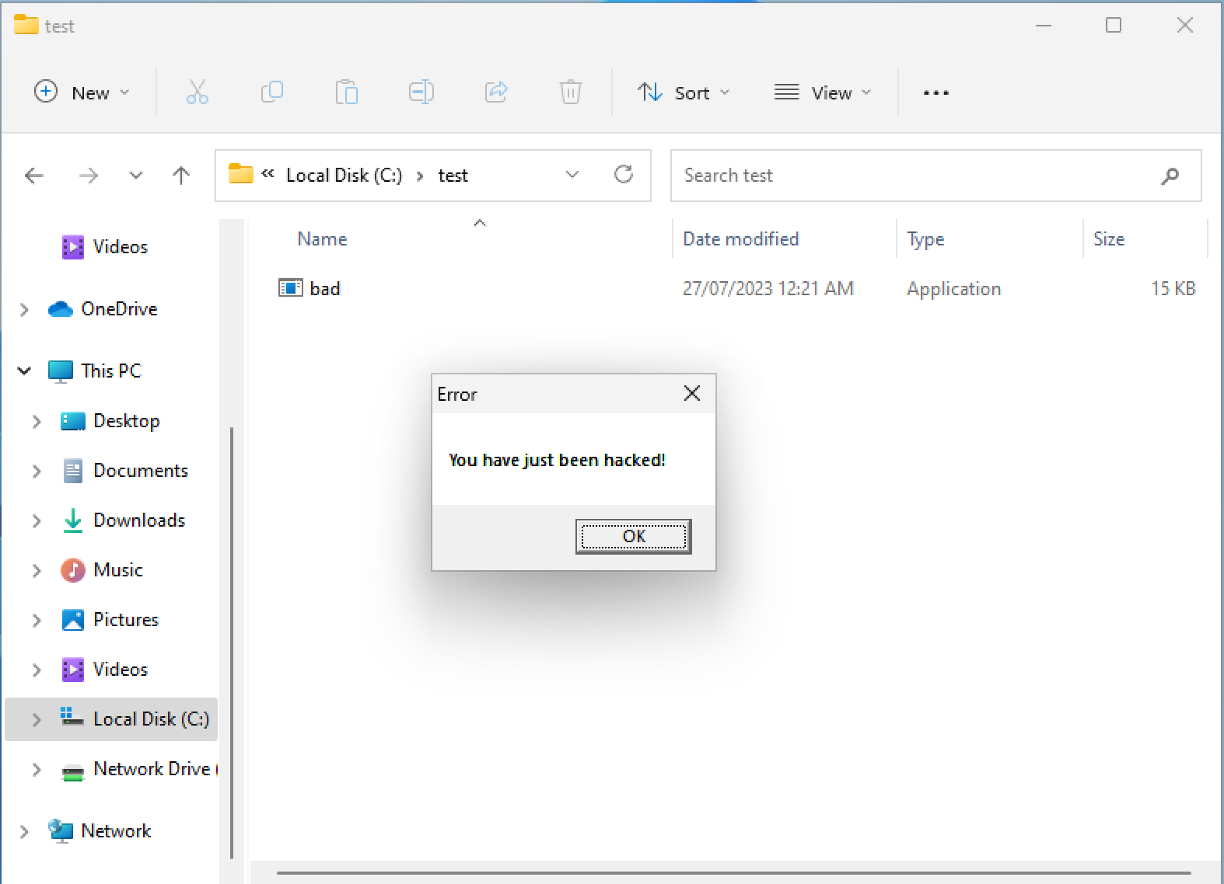 test
New
Sort
View
Local Disk (C:)
test
Search test
Name
Date modified
Type
Size
bad
27/07/2023 12:21 AM
Application
15 KB
Videos
OneDrive
This PC
Desktop
Documents
Downloads
Music
Pictures
Videos
Local Disk (C:)
Network Drive (
Network
Error
You have just been hacked!
OK